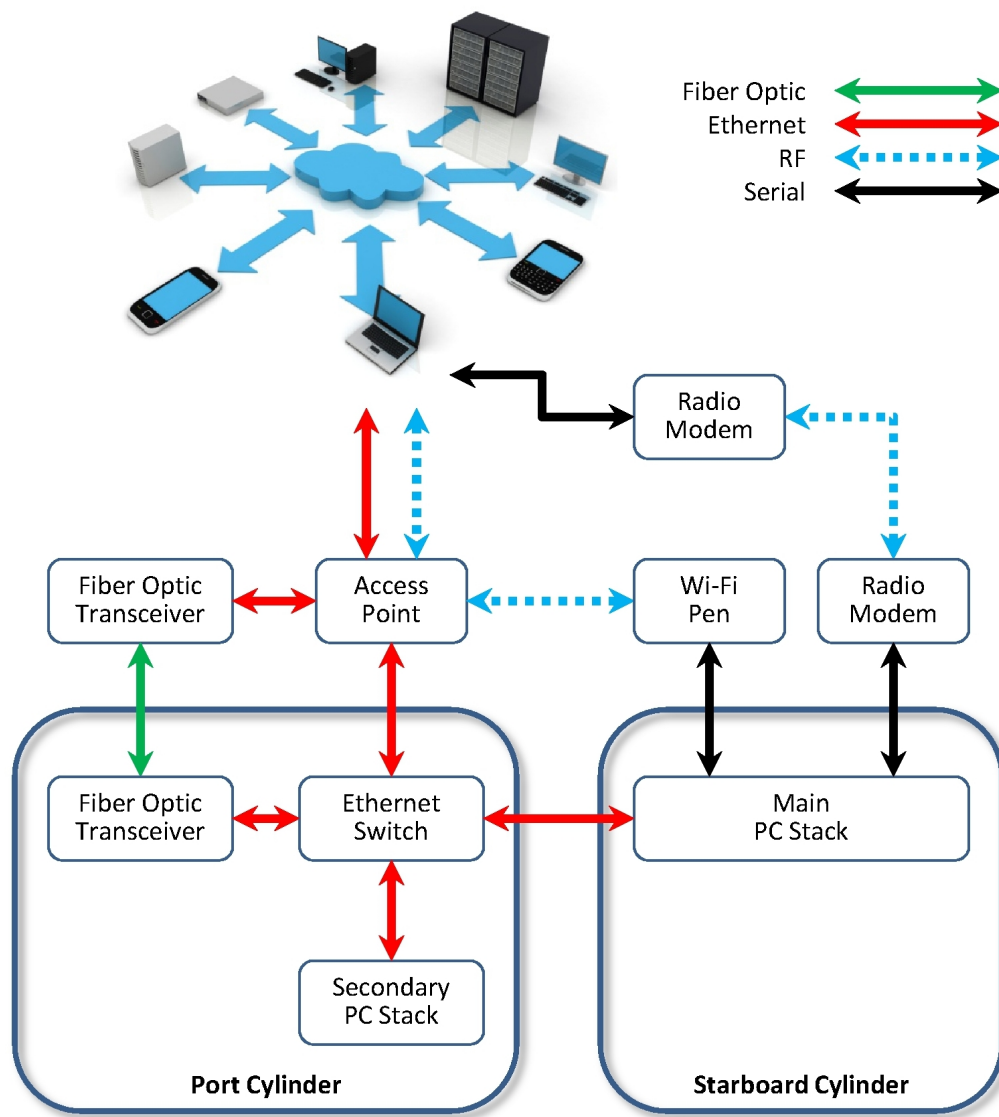 Fiber Optic
Ethernet
RF
Serial
Radio
Modem
Fiber Optic
Transceiver
Access
Point
Wi-Fi
Pen
Radio
Modem
Fiber Optic
Transceiver
Ethernet
Switch
Main
PC Stack
Secondary
PC Stack
Port Cylinder
Starboard Cylinder